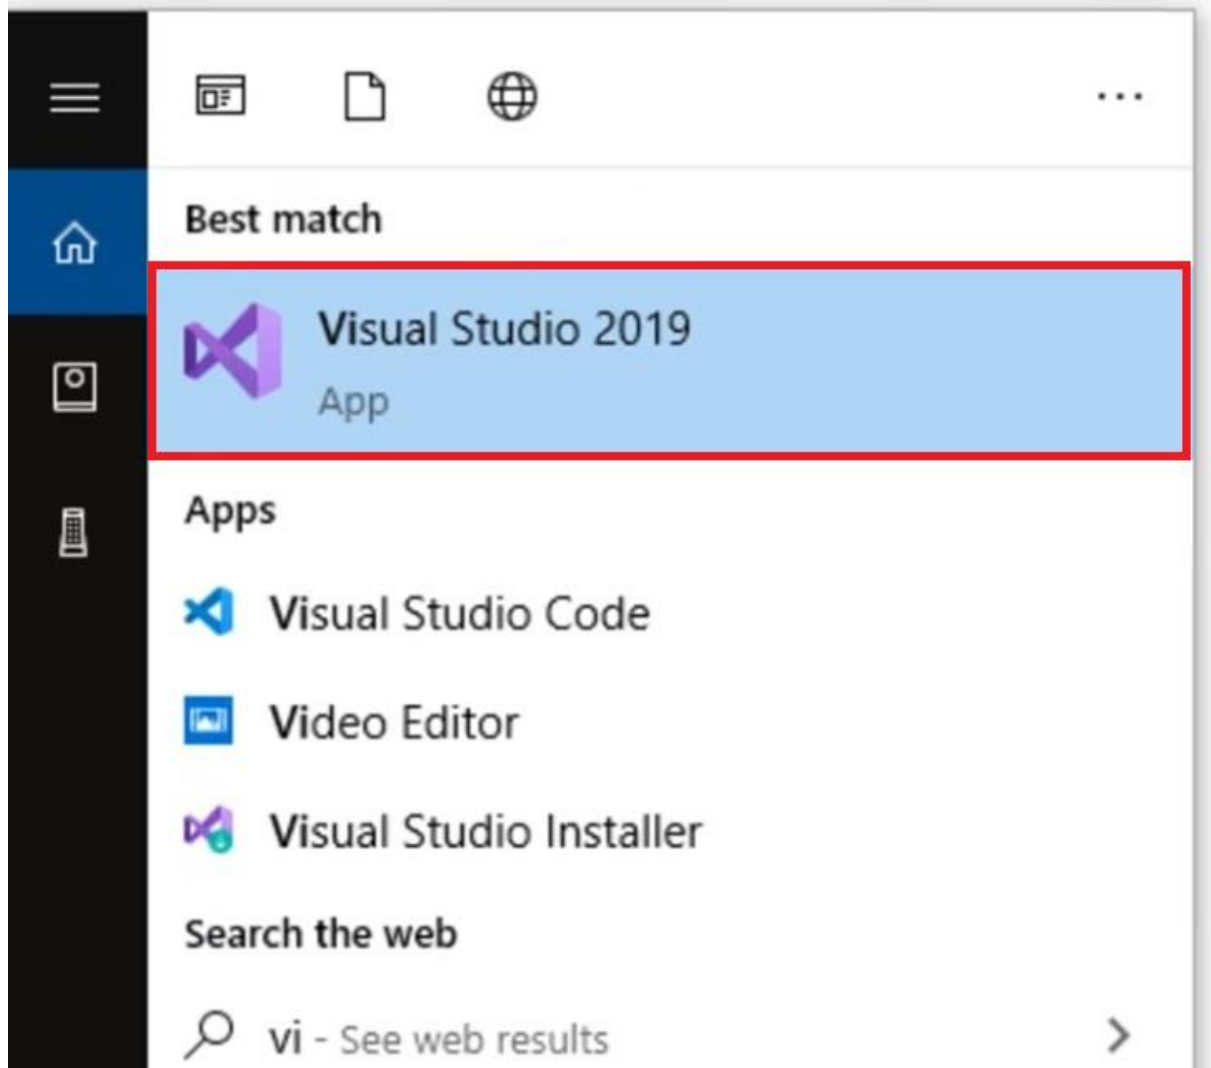 Best match
Visual Studio 2019
App
Apps
Visual Studio Code
Video Editor
Visual Studio Installer
Search the web
vi - See web results